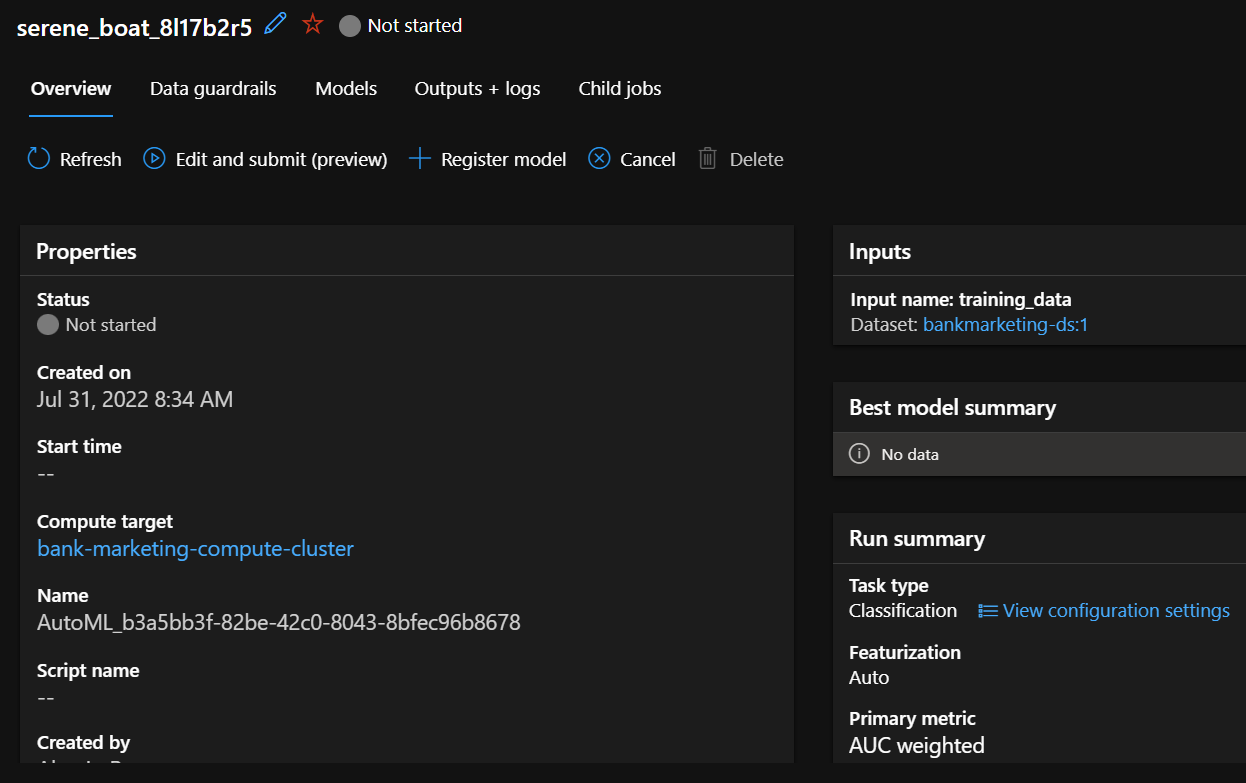 serene_boat_8l17b2r5 Not started
Overview Data guardrails Models Outputs + logs Child jobs
Refresh Edit and submit (preview) Register model Cancel Delete
Properties
Status
Not started
Created on
Jul 31, 2022 8:34 AM
Start time
--
Compute target
bank-marketing-compute-cluster
Name
AutoML_b3a5bb3f-82be-42c0-8043-8bfec96b8678
Script name
--
Created by
Inputs
Input name: training_data
Dataset: bankmarketing-ds:1
Best model summary
No data
Run summary
Task type
Classification View configuration settings
Featurization
Auto
Primary metric
AUC weighted